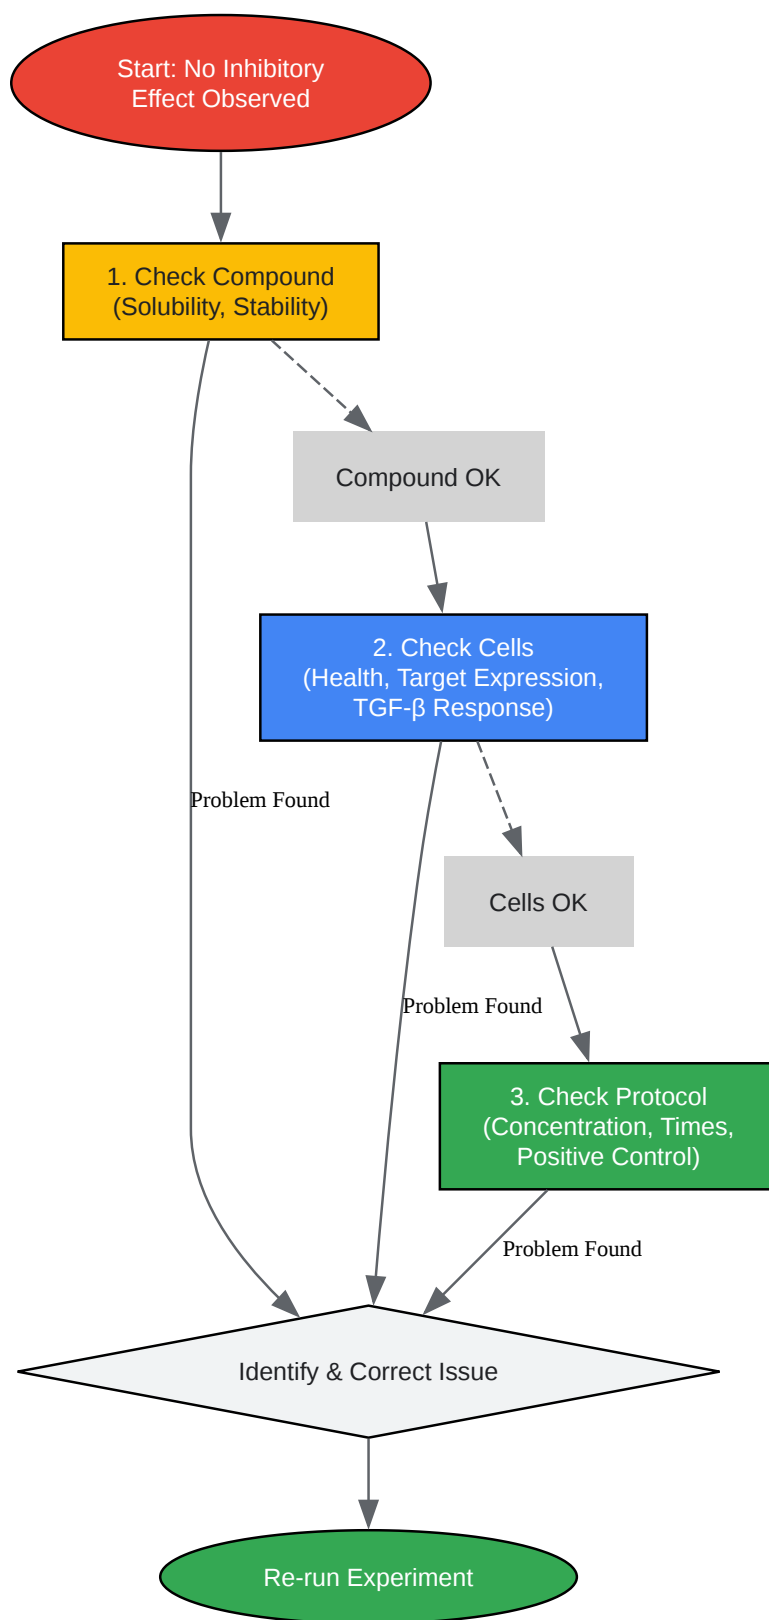 Start: No Inhibitory
Effect Observed
1. Check Compound
(Solubility, Stability)
Compound OK
2. Check Cells
(Health, Target Expression,
TGF-β Response)
Problem Found
Cells OK
Problem Found
3. Check Protocol
(Concentration, Times,
Positive Control)
Problem Found
Identify & Correct Issue
Re-run Experiment